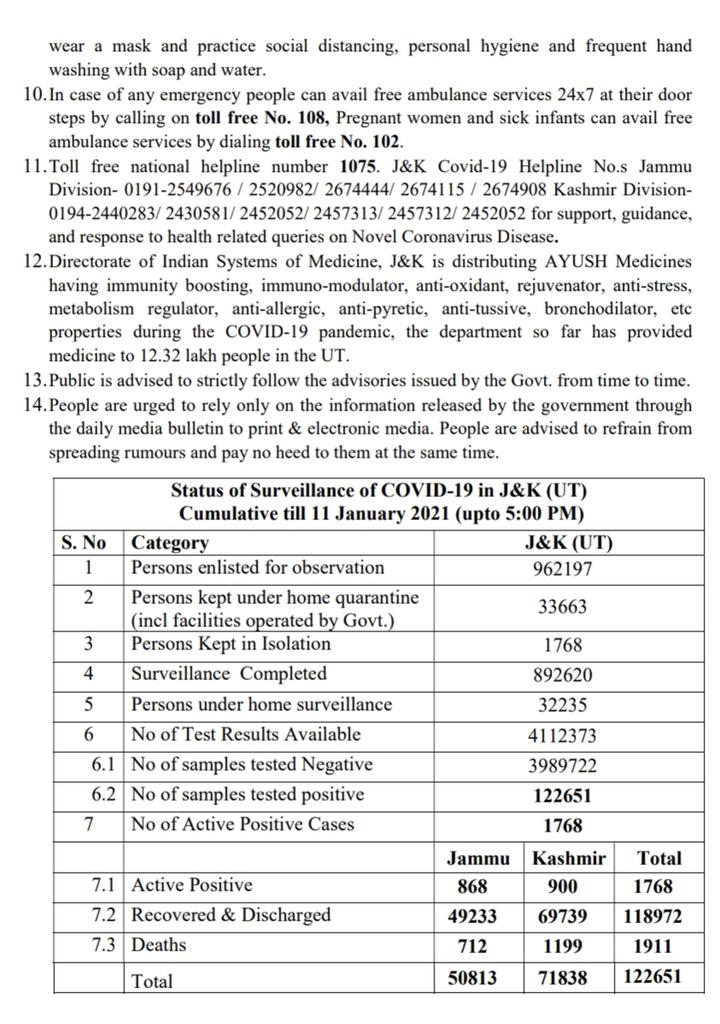 wear a mask and practice social distancing, personal hygiene and frequent hand
washing with soap and water.
10.In case of any emergency people can avail free ambulance services 24x7 at their door
steps by calling on toll free No. 108, Pregnant women and sick infants can avail free
ambulance services by dialing toll free No. 102.
11.Toll free national helpline number 1075. J&K Covid-19 Helpline No.s Jammu
Division- 0191-2549676 / 2520982/ 2674444/ 2674115 / 2674908 Kashmir Division-
0194-2440283/ 2430581/ 2452052/ 2457313/ 2457312/ 2452052 for support, guidance,
and response to health related queries on Novel Coronavirus Disease.
12.Directorate of Indian Systems of Medicine, J&K is distributing AYUSH Medicines
having immunity boosting, immuno-modulator, anti-oxidant, rejuvenator, anti-stress,
metabolism regulator, anti-allergic, anti-pyretic, anti-tussive, bronchodilator, etc
properties during the COVID-19 pandemic, the department so far has provided
medicine to 12.32 lakh people in the UT.
13.Public is advised to strictly follow the advisories issued by the Govt. from time to time.
14.People are urged to rely only on the information released by the government through
the daily media bulletin to print & electronic media. People are advised to refrain from
spreading rumours and pay no heed to them at the same time.
Status of Surveillance of COVID-19 in J&K (UT)
Cumulative till 11 January 2021 (upto 5:00 PM)
S. No Category J&K (UT)
1 Persons enlisted for observation 962197
2 Persons kept under home quarantine
(incl facilities operated by Govt.) 33663
3 Persons Kept in Isolation 1768
4 Surveillance Completed 892620
5 Persons under home surveillance 32235
6 No of Test Results Available 4112373
6.1 No of samples tested Negative 3989722
6.2 No of samples tested positive 122651
7 No of Active Positive Cases 1768
Jammu Kashmir Total
7.1 Active Positive 868 900 1768
7.2 Recovered & Discharged 49233 69739 118972
7.3 Deaths 712 1199 1911
Total 50813 71838 122651